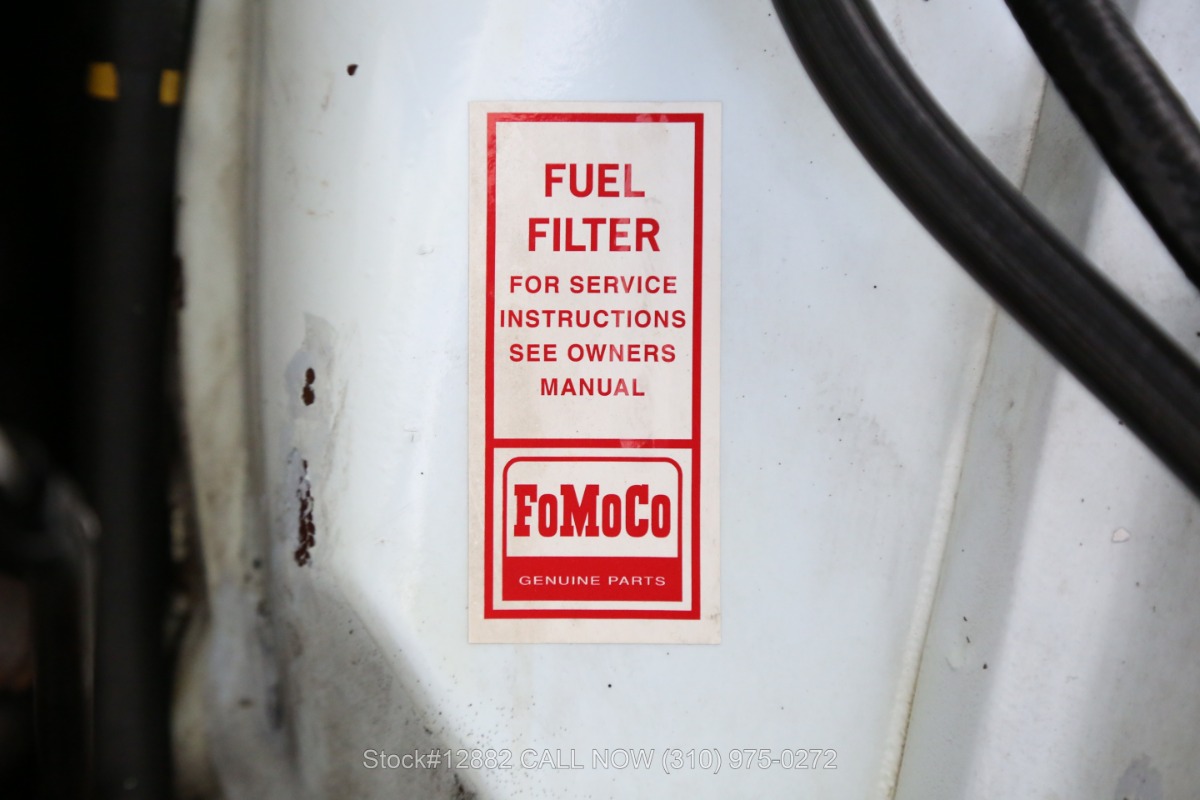 FUEL
FILTER
FOR SERVICE
INSTRUCTIONS
SEE OWNERS
MANUAL
FoMoCo
GENUINE PARTS
Stock#12882 CALL NOW (310) 975-0272